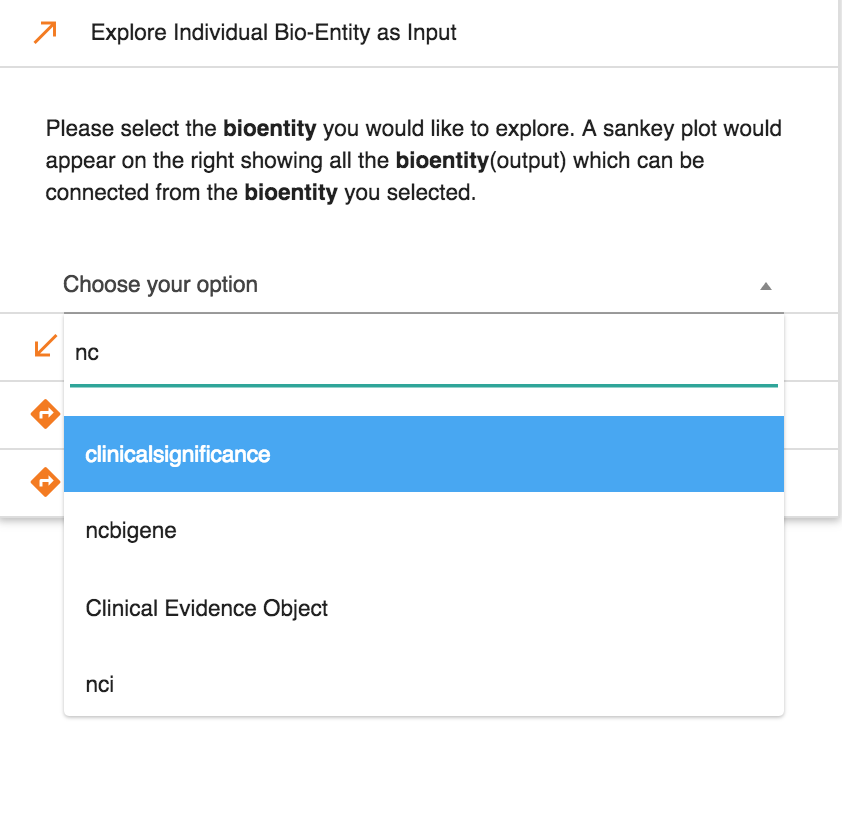 Explore Individual Bio-Entity as Input
Please select the bioentity you would like to explore. A sankey plot would
appear on the right showing all the bioentity(output) which can be
connected from the bioentity you selected.
Choose your option
nc
clinicalsignificance
ncbigene
Clinical Evidence Object
nci